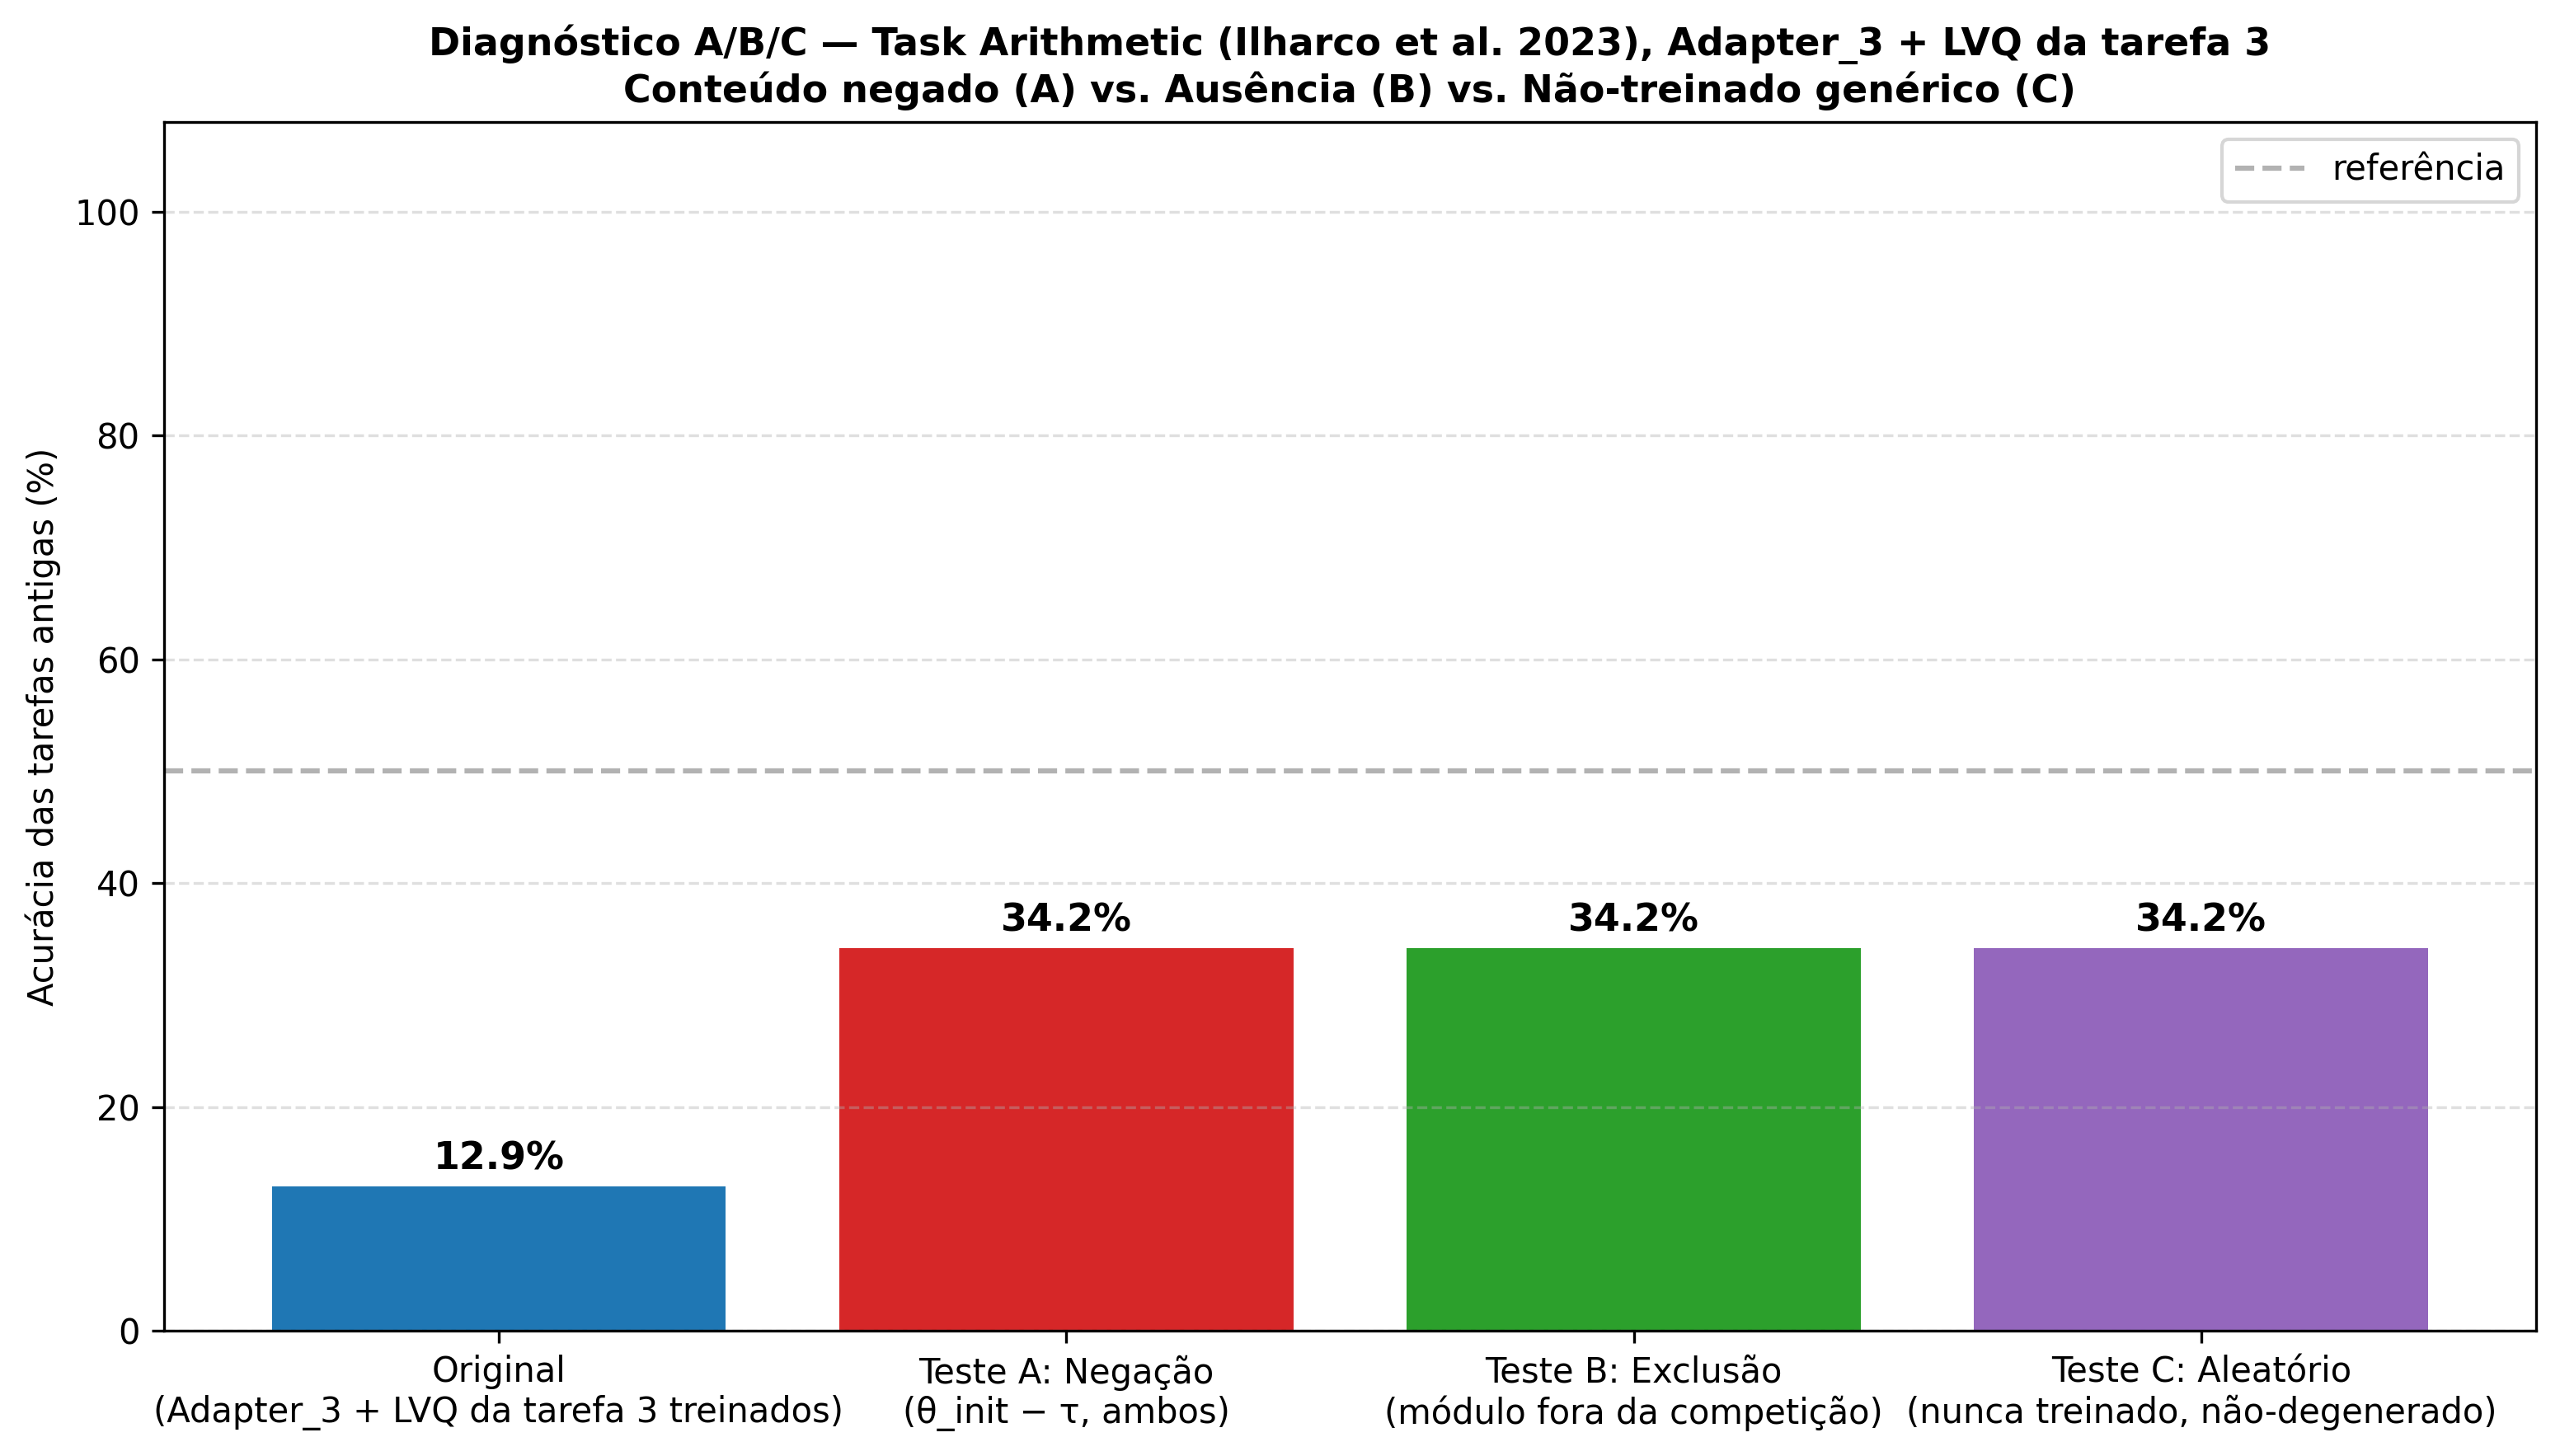 Diagnóstico A/B/C — Task Arithmetic (Ilharco et al. 2023), Adapter_3 + LVQ da tarefa 3
Conteúdo negado (A) vs. Ausência (B) vs. Não-treinado genérico (C)
referência
Acurácia das tarefas antigas (%)
100
80
60
40
20
0
12.9%
34.2%
34.2%
34.2%
Original
(Adapter_3 + LVQ da tarefa 3 treinados)
Teste A: Negação
(θ_init − τ, ambos)
Teste B: Exclusão
(módulo fora da competição)
Teste C: Aleatório
(nunca treinado, não-degenerado)